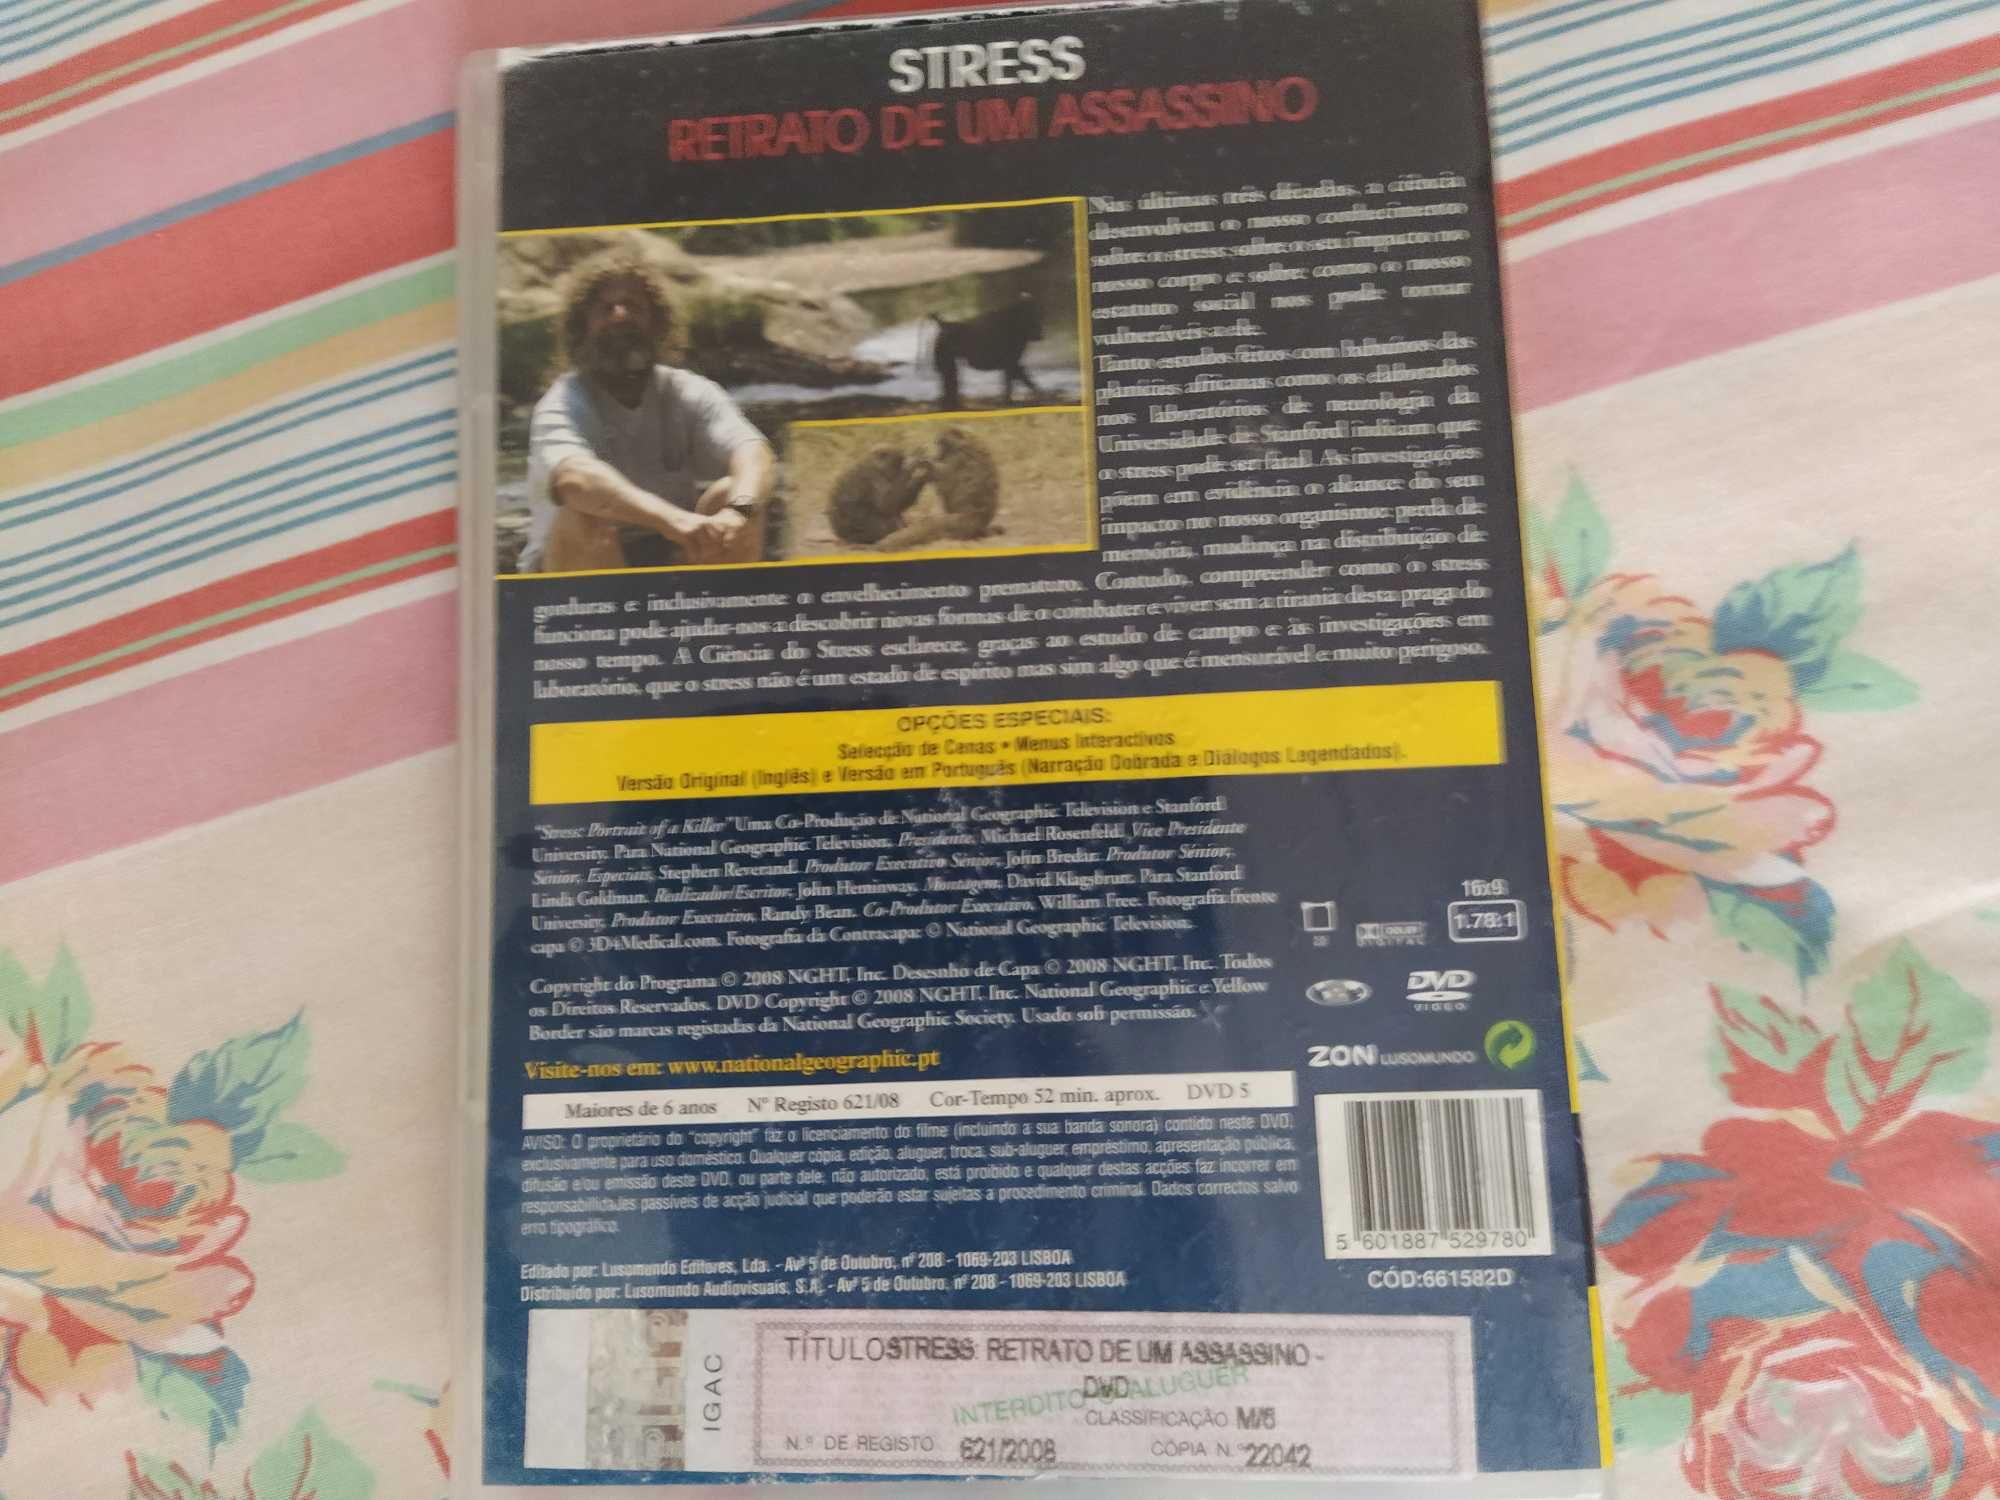 STRESS
RETRATO DE UM ASSASSINO
Nas últimas três décadas, a ciência
desenvolveu o nosso conhecimento
sobre o stress, sobre o seu impacto no
nosso corpo e sobre como o nosso
estatuto social nos pode tornar
vulneráveis a ele.
Tanto estudos feitos com babuínos das
planícies africanas como os elaborados
nos laboratórios de neurologia da
Universidade de Stanford indicam que
o stress pode ser fatal. As investigações
põem em evidência o alcance do seu
impacto no nosso organismo: perda de
memória, mudança na distribuição de
gorduras e inclusivamente o envelhecimento prematuro. Contudo, compreender como o stress
funciona pode ajudar-nos a descobrir novas formas de o combater e viver sem a tirania desta praga do
nosso tempo. A Ciência do Stress esclarece, graças ao estudo de campo e às investigações em
laboratório, que o stress não é um estado de espírito mas sim algo que é mensurável e muito perigoso.
OPÇÕES ESPECIAIS:
Selecção de Cenas • Menus Interactivos
Versão Original (Inglês) e Versão em Português (Narração Dobrada e Diálogos Legendados).
"Stress: Portrait of a Killer" Uma Co-Produção de National Geographic Television e Stanford
University. Para National Geographic Television. Presidente, Michael Rosenfeld. Vice Presidente
Sénior, Especiais, Stephen Reverand. Produtor Executivo Sénior, John Bredar. Produtor Sénior,
Linda Goldman. Realizador/Escritor, John Heminway. Montagem, David Klagsbrun. Para Stanford
University, Produtor Executivo, Randy Bean. Co-Produtor Executivo, William Free. Fotografia frente
capa © 3D4Medical.com. Fotografia da Contracapa: © National Geographic Television.
Copyright do Programa © 2008 NGHT, Inc. Desesnho de Capa © 2008 NGHT, Inc. Todos
os Direitos Reservados. DVD Copyright © 2008 NGHT, Inc. National Geographic e Yellow
Border são marcas registadas da National Geographic Society. Usado sob permissão.
Visite-nos em: www.nationalgeographic.pt
16x9
1.78:1
2.0
DOLBY
DIGITAL
DVD
VIDEO
ZON LUSOMUNDO
Maiores de 6 anos Nº Registo 621/08 Cor-Tempo 52 min. aprox. DVD 5
AVISO: O proprietário do "copyright" faz o licenciamento do filme (incluindo a sua banda sonora) contido neste DVD,
exclusivamente para uso doméstico. Qualquer cópia, edição, aluguer, troca, sub-aluguer, empréstimo, apresentação pública,
difusão e/ou emissão deste DVD, ou parte dele, não autorizado, está proibido e qualquer destas acções faz incorrer em
responsabilidades passíveis de acção judicial que poderão estar sujeitas a procedimento criminal. Dados correctos salvo
erro tipográfico.
Editado por: Lusomundo Editores, Lda. - Avª 5 de Outubro, nº 208 - 1069-203 LISBOA
Distribuído por: Lusomundo Audiovisuais, S.A. - Avª 5 de Outubro, nº 208 - 1069-203 LISBOA
5 601887 529780
CÓD:661582D
IGAC
TÍTULO STRESS: RETRATO DE UM ASSASSINO -
DVD
INTERDITO O ALUGUER
CLASSIFICAÇÃO M/6
N.º DE REGISTO 621/2008 CÓPIA N.º 22042